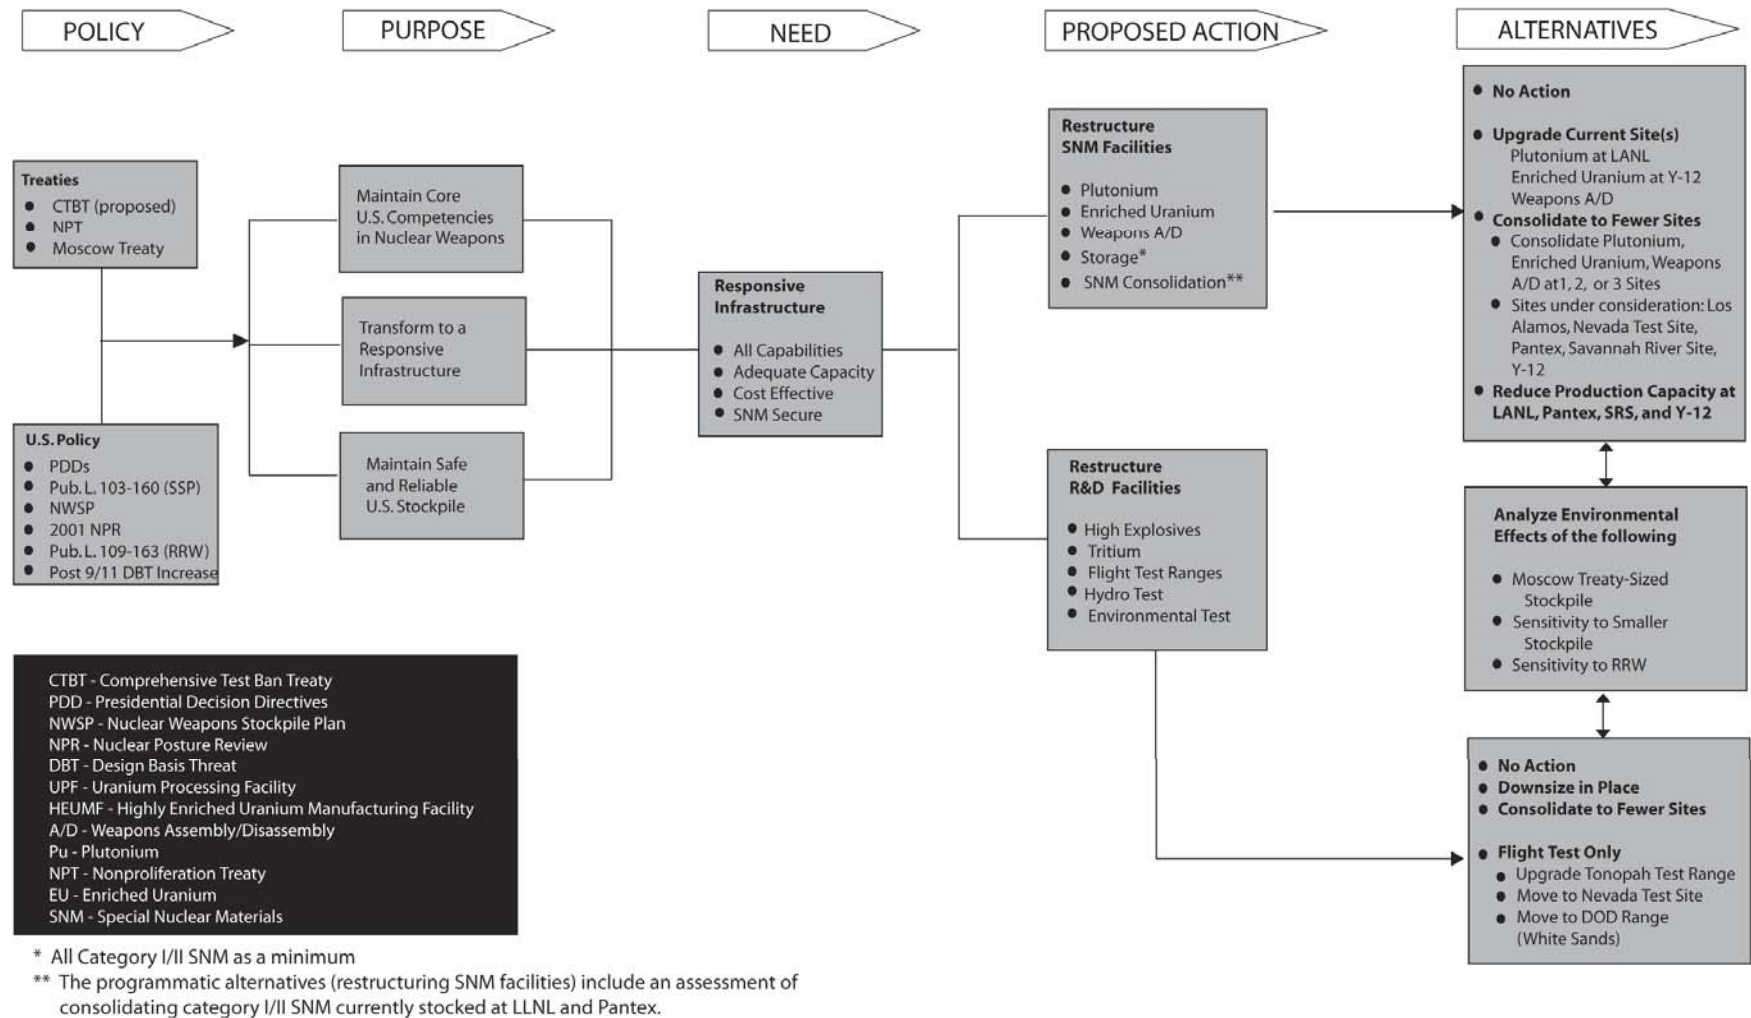 POLICY
PURPOSE
NEED
PROPOSED ACTION
ALTERNATIVES
Treaties
● CTBT (proposed)
● NPT
● Moscow Treaty
U.S. Policy
● PDDs
● Pub. L. 103-160 (SSP)
● NWSP
● 2001 NPR
● Pub. L. 109-163 (RRW)
● Post 9/11 DBT Increase
Maintain Core
U.S. Competencies
in Nuclear Weapons
Transform to a
Responsive
Infrastructure
Maintain Safe
and Reliable
U.S. Stockpile
Responsive
Infrastructure
● All Capabilities
● Adequate Capacity
● Cost Effective
● SNM Secure
Restructure
SNM Facilities
● Plutonium
● Enriched Uranium
● Weapons A/D
● Storage*
● SNM Consolidation**
Restructure
R&D Facilities
● High Explosives
● Tritium
● Flight Test Ranges
● Hydro Test
● Environmental Test
● No Action
● Upgrade Current Site(s)
Plutonium at LANL
Enriched Uranium at Y-12
Weapons A/D
● Consolidate to Fewer Sites
● Consolidate Plutonium,
Enriched Uranium, Weapons
A/D at1, 2, or 3 Sites
● Sites under consideration: Los
Alamos, Nevada Test Site,
Pantex, Savannah River Site,
Y-12
● Reduce Production Capacity at
LANL, Pantex, SRS, and Y-12
Analyze Environmental
Effects of the following
● Moscow Treaty-Sized
Stockpile
● Sensitivity to Smaller
Stockpile
● Sensitivity to RRW
● No Action
● Downsize in Place
● Consolidate to Fewer Sites
● Flight Test Only
● Upgrade Tonopah Test Range
● Move to Nevada Test Site
● Move to DOD Range
(White Sands)
CTBT - Comprehensive Test Ban Treaty
PDD - Presidential Decision Directives
NWSP - Nuclear Weapons Stockpile Plan
NPR - Nuclear Posture Review
DBT - Design Basis Threat
UPF - Uranium Processing Facility
HEUMF - Highly Enriched Uranium Manufacturing Facility
A/D - Weapons Assembly/Disassembly
Pu - Plutonium
NPT - Nonproliferation Treaty
EU - Enriched Uranium
SNM - Special Nuclear Materials
* All Category I/II SNM as a minimum
** The programmatic alternatives (restructuring SNM facilities) include an assessment of
consolidating category I/II SNM currently stocked at LLNL and Pantex.